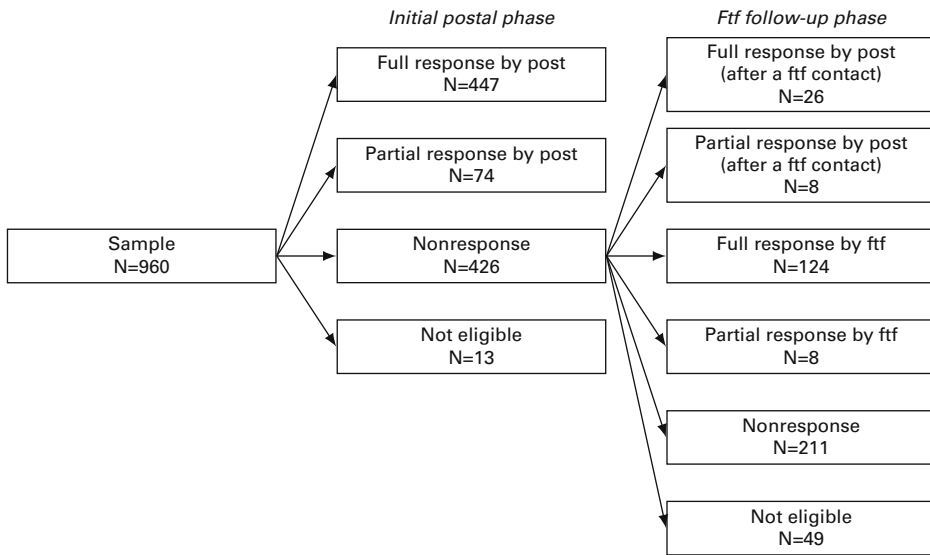 Initial postal phase
Ftf follow-up phase
Full response by post
N=447
Full response by post
(after a ftf contact)
N=26
Partial response by post
N=74
Partial response by post
(after a ftf contact)
N=8
Sample
N=960
Nonresponse
N=426
Full response by ftf
N=124
Not eligible
N=13
Partial response by ftf
N=8
Nonresponse
N=211
Not eligible
N=49